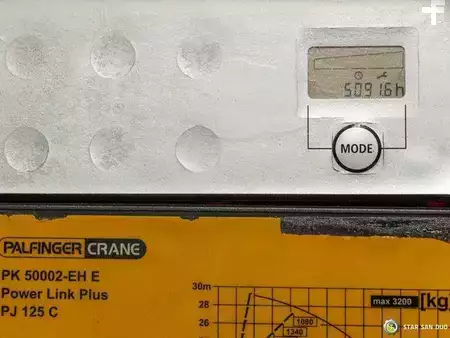 5091.6h
MODE
PALFINGER CRANE
PK 50002-EH E
Power Link Plus
PJ 125 C
30m
28
26
max 3200 [kg]
1080
1340
STAR SAN DUO